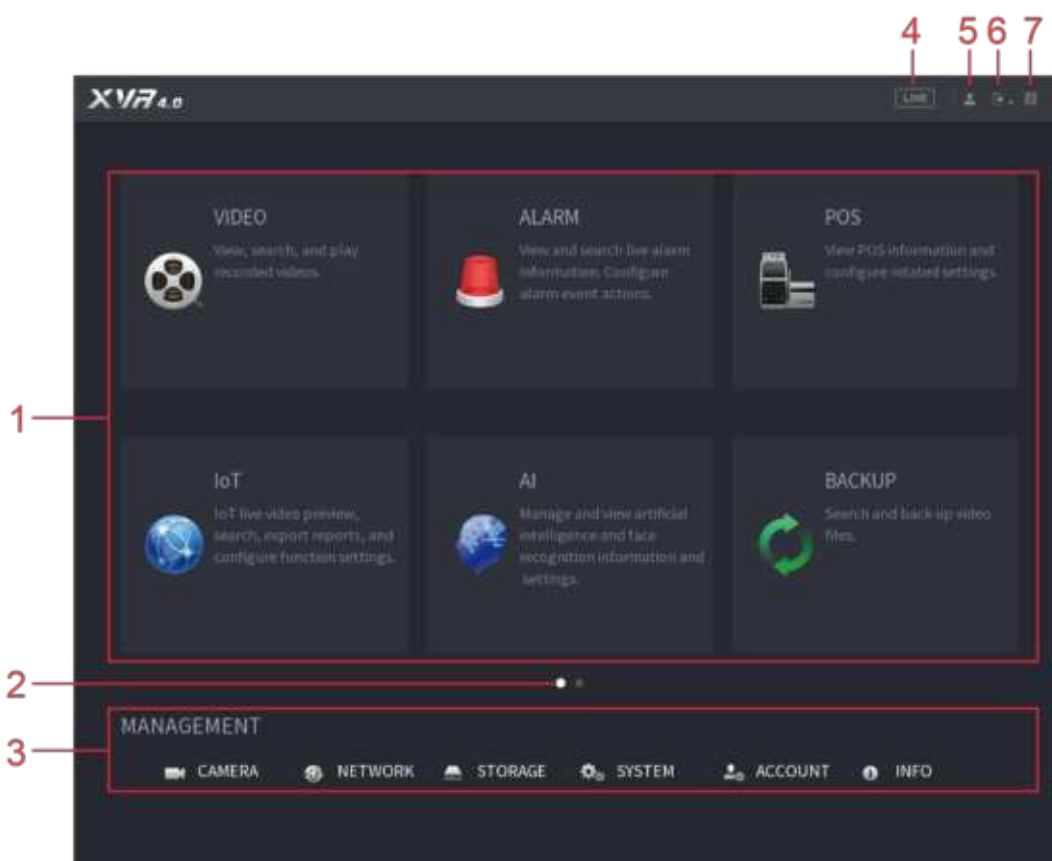 4 5 6 7
XVR 4.0
LIVE
1
VIDEO
View, search, and play
recorded videos.
ALARM
View and search live alarm
information. Configure
alarm event actions.
POS
View POS information and
configure related settings.
IoT
IoT live video preview,
search, export reports, and
configure function settings.
AI
Manage and view artificial
intelligence and face
recognition information and
settings.
BACKUP
Search and back up video
files.
2
3
MANAGEMENT
CAMERA NETWORK STORAGE SYSTEM ACCOUNT INFO